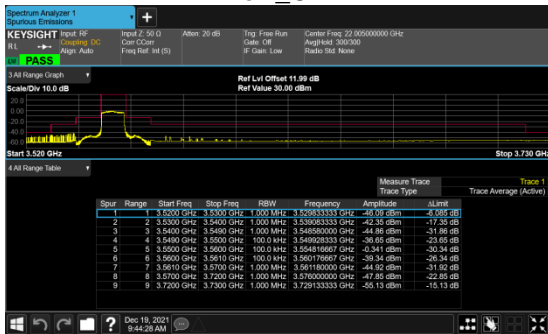 Spectrum Analyzer 1
Spurious Emissions
KEYSIGHT Input: RF Input Z: 50 Ω Atten: 20 dB Trig: Free Run Center Freq: 22.005000000 GHz
RL Coupling: DC Corr CCorr Gate: Off Avg|Hold: 300/300
Align: Auto Freq Ref: Int (S) IF Gain: Low Radio Std: None
PASS
3 All Range Graph Ref Lvl Offset 11.99 dB
Scale/Div 10.0 dB Ref Value 30.00 dBm
20.0
10.0
0.00
-20.0
-40.0
-60.0
Start 3.520 GHz Stop 3.730 GHz
4 All Range Table
Measure Trace Trace 1
Trace Type Trace Average (Active)
Spur Range Start Freq Stop Freq RBW Frequency Amplitude ΔLimit
1 1 3.5200 GHz 3.5300 GHz 1.000 MHz 3.529833333 GHz -46.09 dBm -6.085 dB
2 2 3.5300 GHz 3.5400 GHz 1.000 MHz 3.539083333 GHz -42.35 dBm -17.35 dB
3 3 3.5400 GHz 3.5490 GHz 1.000 MHz 3.548580000 GHz -44.86 dBm -31.86 dB
4 4 3.5490 GHz 3.5500 GHz 100.0 kHz 3.549928333 GHz -36.65 dBm -23.65 dB
5 5 3.5500 GHz 3.5600 GHz 100.0 kHz 3.554816667 GHz -0.341 dBm -30.34 dB
6 6 3.5600 GHz 3.5610 GHz 100.0 kHz 3.560176667 GHz -39.34 dBm -26.34 dB
7 7 3.5610 GHz 3.5700 GHz 1.000 MHz 3.561180000 GHz -44.92 dBm -31.92 dB
8 8 3.5700 GHz 3.7200 GHz 1.000 MHz 3.576000000 GHz -47.85 dBm -22.85 dB
9 9 3.7200 GHz 3.7300 GHz 1.000 MHz 3.729133333 GHz -55.13 dBm -15.13 dB
Dec 19, 2021
9:44:28 AM